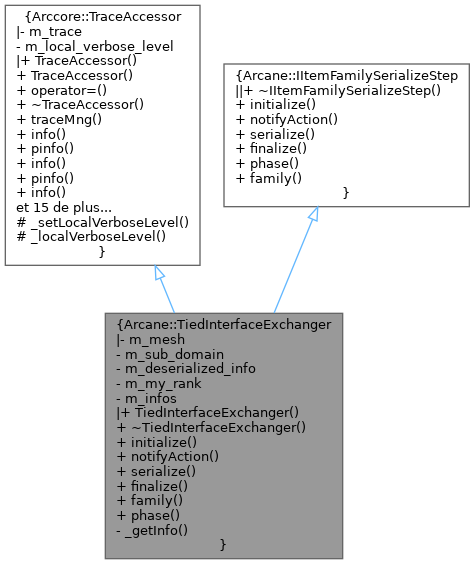 {Arccore::TraceAccessor
|- m_trace
- m_local_verbose_level
|+ TraceAccessor()
+ TraceAccessor()
+ operator=()
+ ~TraceAccessor()
+ traceMng()
+ info()
+ pinfo()
+ info()
+ pinfo()
+ info()
et 15 de plus...
# _setLocalVerboseLevel()
# _localVerboseLevel()
}
{Arcane::IItemFamilySerializeStep
||+ ~IItemFamilySerializeStep()
+ initialize()
+ notifyAction()
+ serialize()
+ finalize()
+ phase()
+ family()
}
{Arcane::TiedInterfaceExchanger
|- m_mesh
- m_sub_domain
- m_deserialized_info
- m_my_rank
- m_infos
|+ TiedInterfaceExchanger()
+ ~TiedInterfaceExchanger()
+ initialize()
+ notifyAction()
+ serialize()
+ finalize()
+ family()
+ phase()
- _getInfo()
}